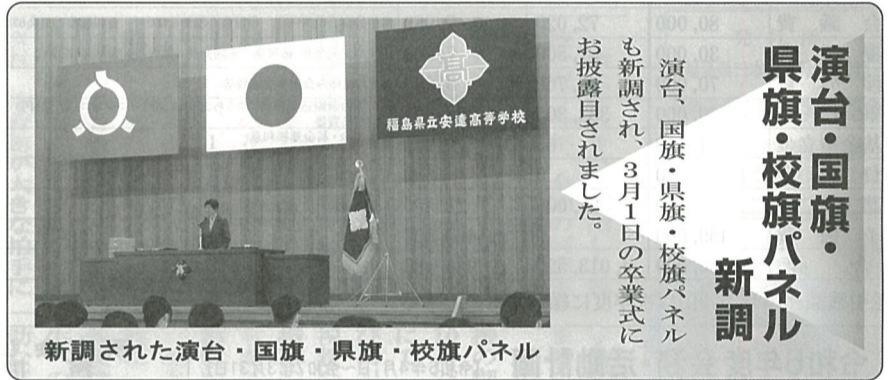 演台・国旗・
県旗・校旗パネル
新調
演台、国旗・県旗・校旗パネル
も新調され、3月1日の卒業式に
お披露目されました。
高
福島県立安達高等学校
新調された演台・国旗・県旗・校旗パネル